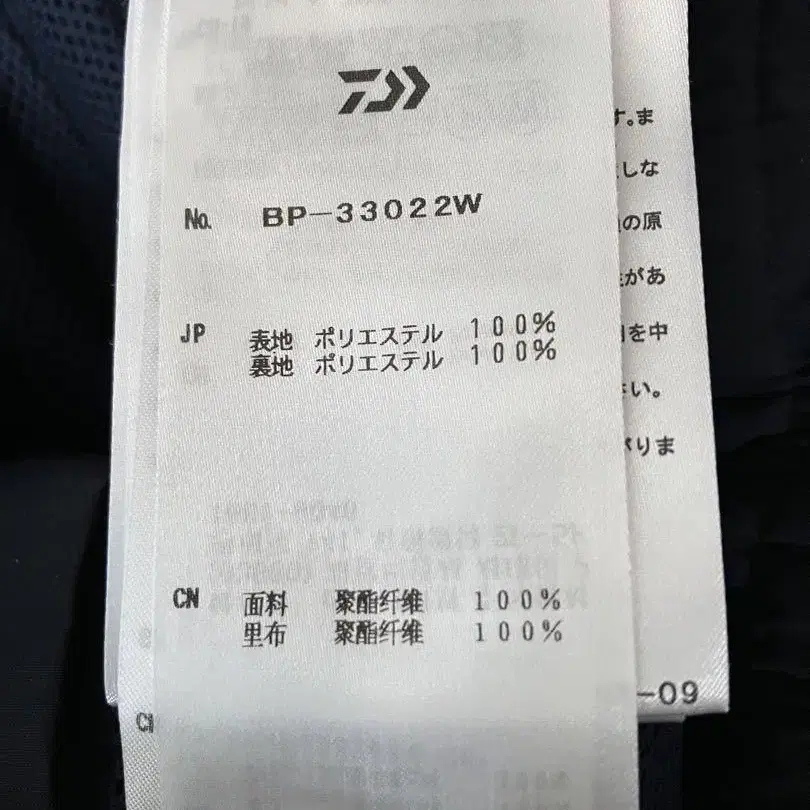 No. BP-33022W
JP 表地 ポリエステル 100%
裏地 ポリエステル 100%
CN 面料 聚酯纤维 100%
里布 聚酯纤维 100%
す。ま
しな
の原
があ
を中
さい。
りま
-09